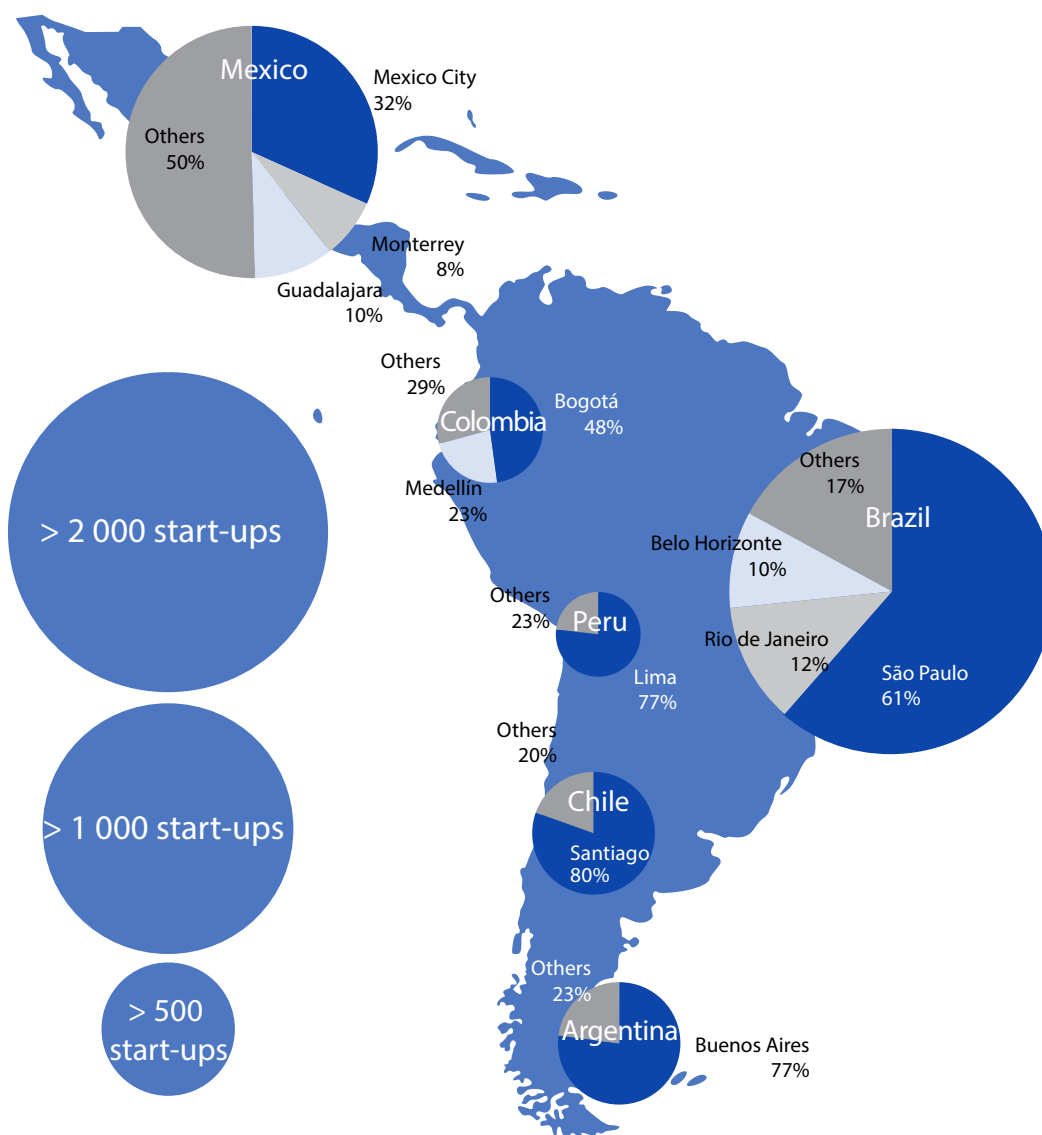 Mexico
Mexico City
32%
Others
50%
Monterrey
8%
Guadalajara
10%
Others
29%
Colombia
Bogotá
48%
Medellín
23%
> 2 000 start-ups
Others
17%
Brazil
Belo Horizonte
10%
Rio de Janeiro
12%
São Paulo
61%
Others
23%
Peru
Lima
77%
Others
20%
Chile
Santiago
80%
> 1 000 start-ups
Others
23%
Argentina
Buenos Aires
77%
> 500
start-ups